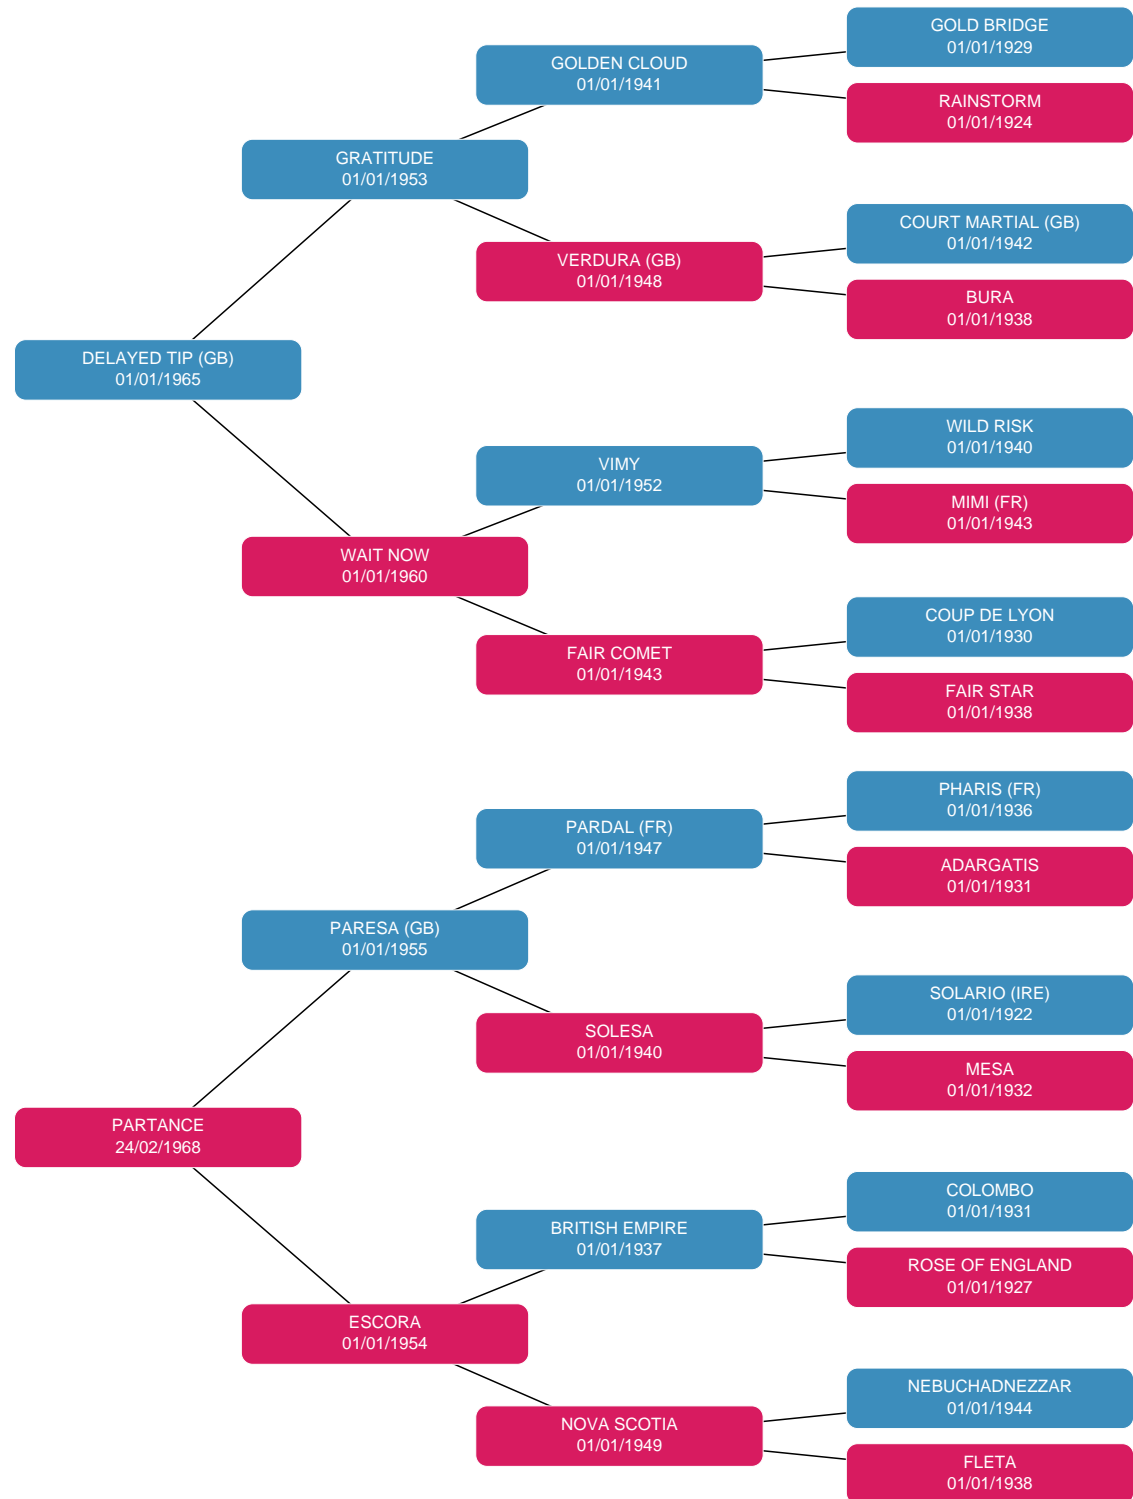 GOLD BRIDGE
01/01/1929
GOLDEN CLOUD
01/01/1941
RAINSTORM
01/01/1924
GRATITUDE
01/01/1953
COURT MARTIAL (GB)
01/01/1942
VERDURA (GB)
01/01/1948
BURA
01/01/1938
DELAYED TIP (GB)
01/01/1965
WILD RISK
01/01/1940
VIMY
01/01/1952
MIMI (FR)
01/01/1943
WAIT NOW
01/01/1960
COUP DE LYON
01/01/1930
FAIR COMET
01/01/1943
FAIR STAR
01/01/1938
PHARIS (FR)
01/01/1936
PARDAL (FR)
01/01/1947
ADARGATIS
01/01/1931
PARESA (GB)
01/01/1955
SOLARIO (IRE)
01/01/1922
SOLESA
01/01/1940
MESA
01/01/1932
PARTANCE
24/02/1968
COLOMBO
01/01/1931
BRITISH EMPIRE
01/01/1937
ROSE OF ENGLAND
01/01/1927
ESCORA
01/01/1954
NEBUCHADNEZZAR
01/01/1944
NOVA SCOTIA
01/01/1949
FLETA
01/01/1938